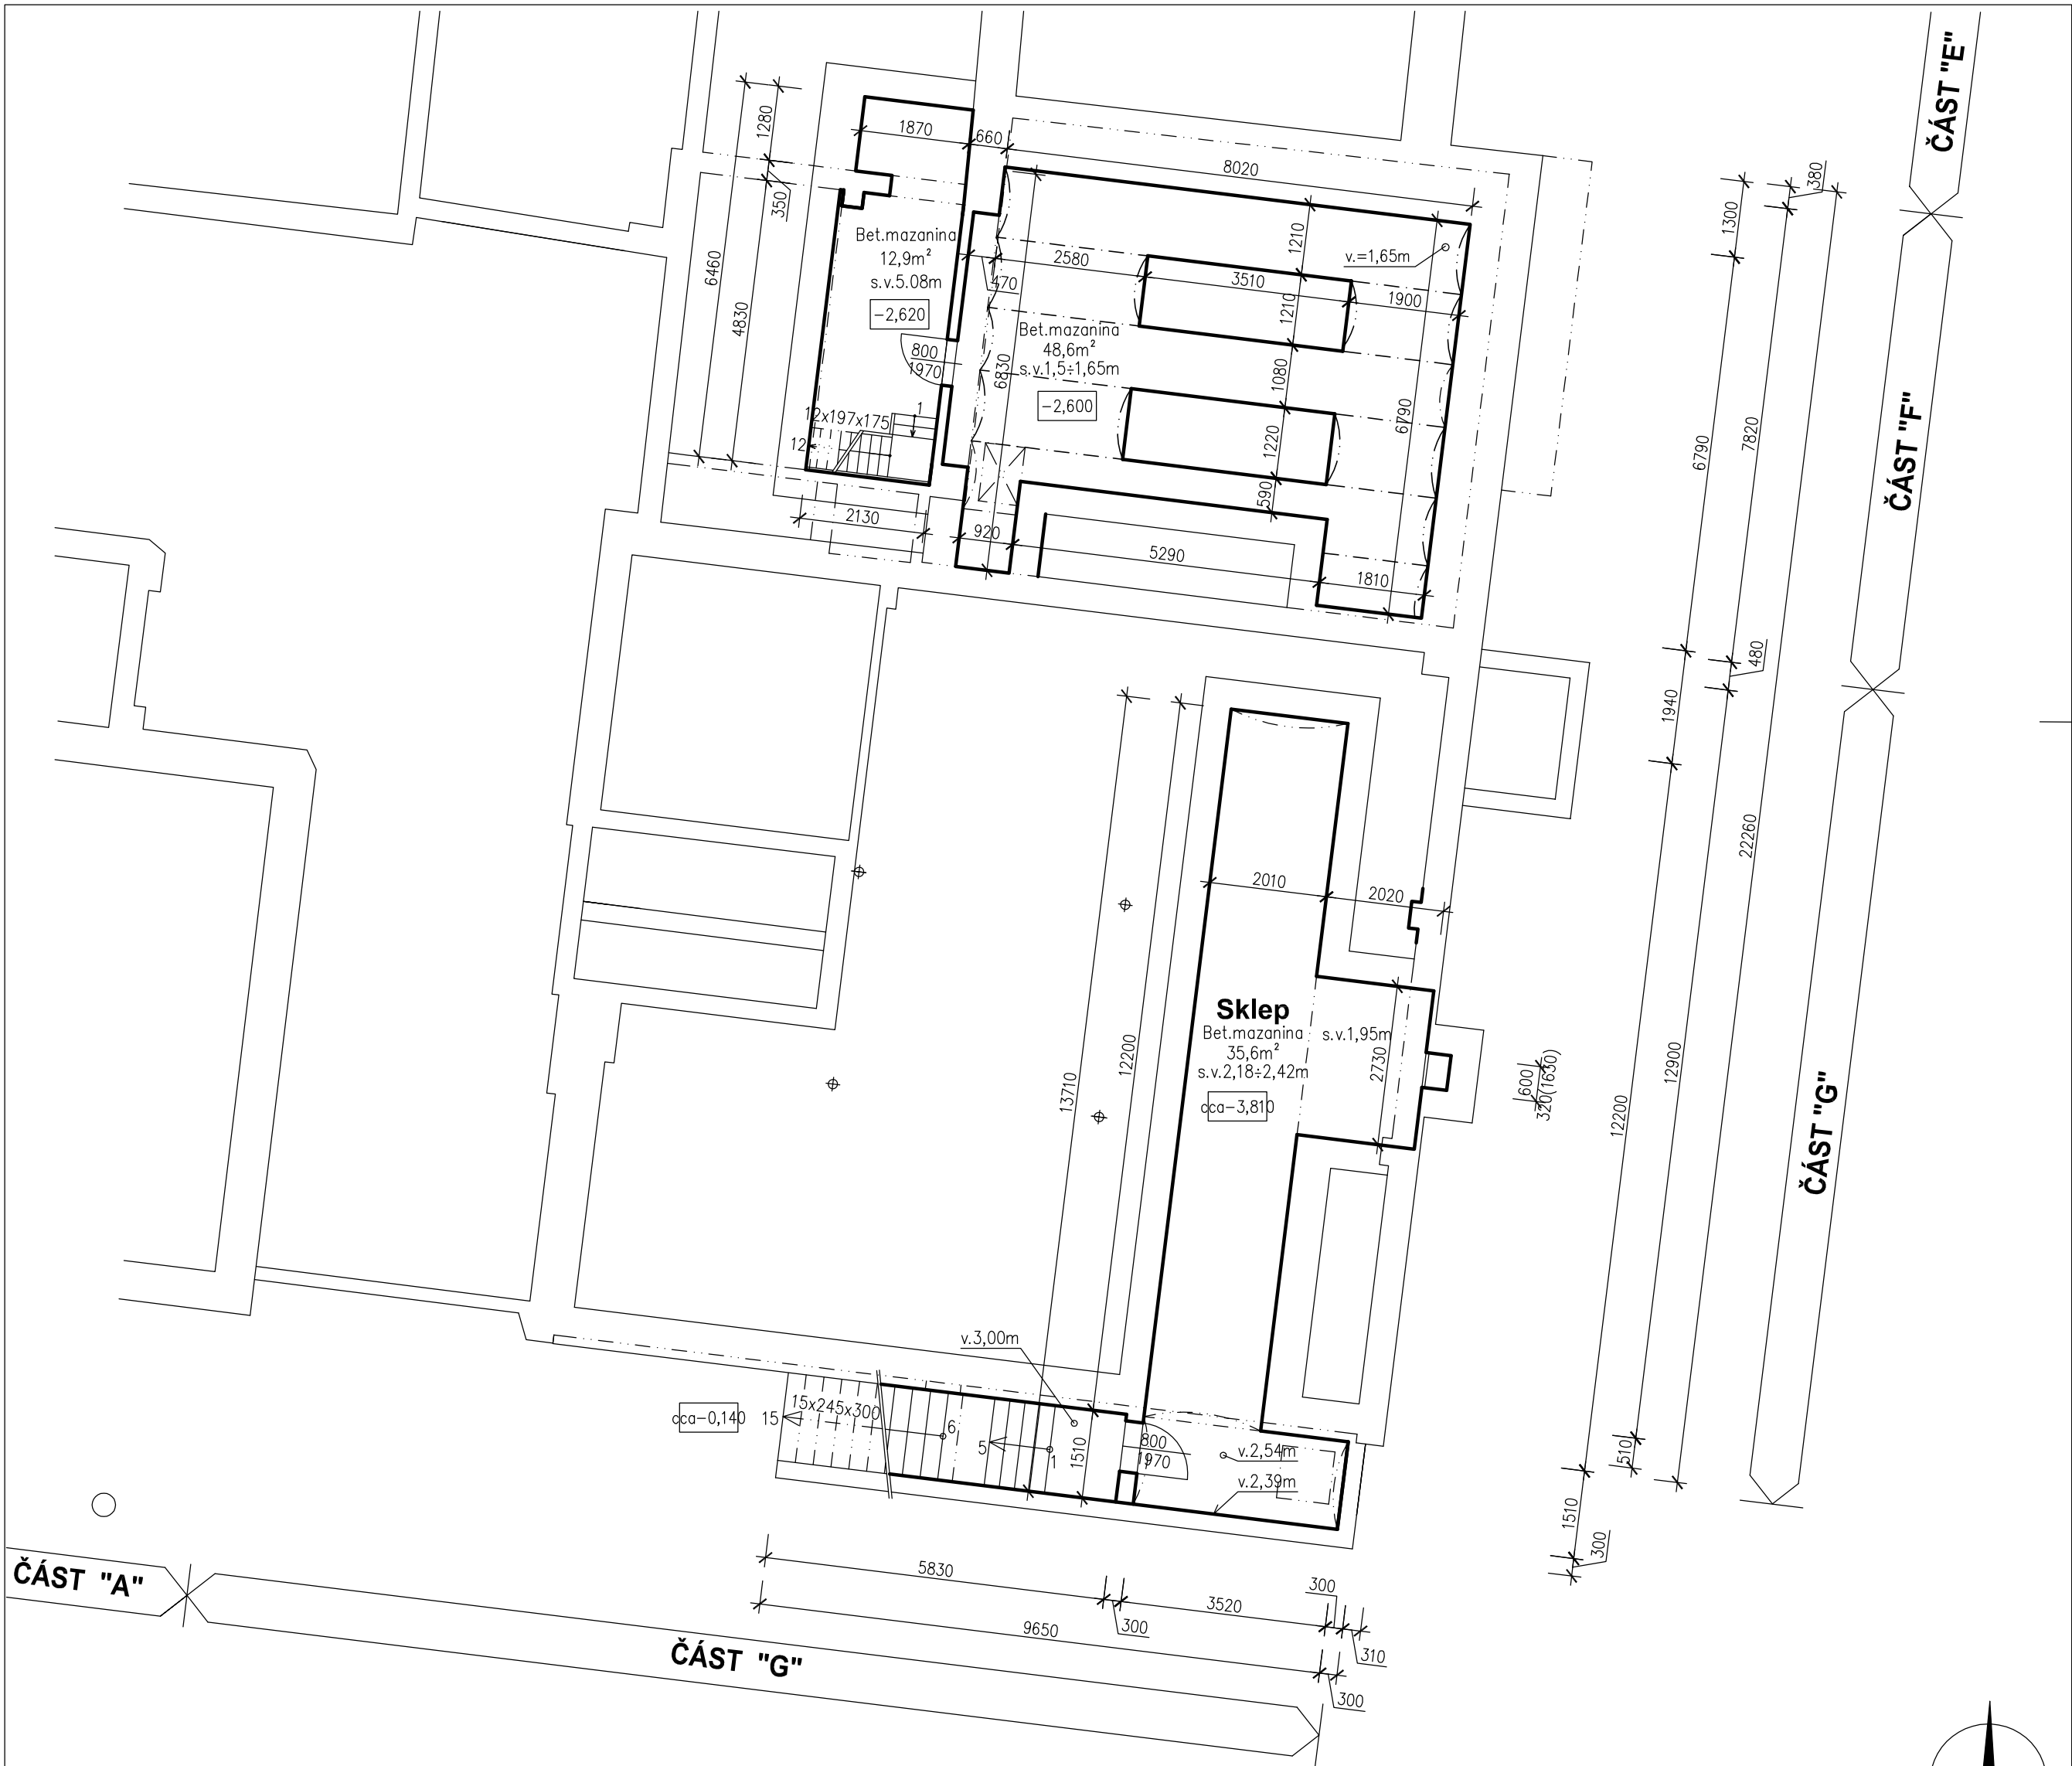 ČÁST "E"
1280
1870
660
8020
380
1300
350
Bet.mazanina
12,9m²
s.v.5.08m
-2,620
6460
4830
2580
470
3510
1210
1210
v.=1,65m
1900
Bet.mazanina
48,6m²
s.v.1,5÷1,65m
-2,600
800
1970
6830
1080
6790
1220
590
12x197x175
1
12
2130
920
5290
1810
6790
7820
ČÁST "F"
480
1940
22260
2010
2020
Sklep
Bet.mazanina
35,6m²
s.v.2,18÷2,42m
cca-3,810
s.v.1,95m
2730
13710
12200
600
320(1630)
12200
12900
ČÁST "G"
v.3,00m
cca-0,140
15
15x245x300
6
5
1
1510
800
1970
v.2,54m
v.2,39m
510
1510
300
ČÁST "A"
5830
300
3520
300
310
9650
300
ČÁST "G"